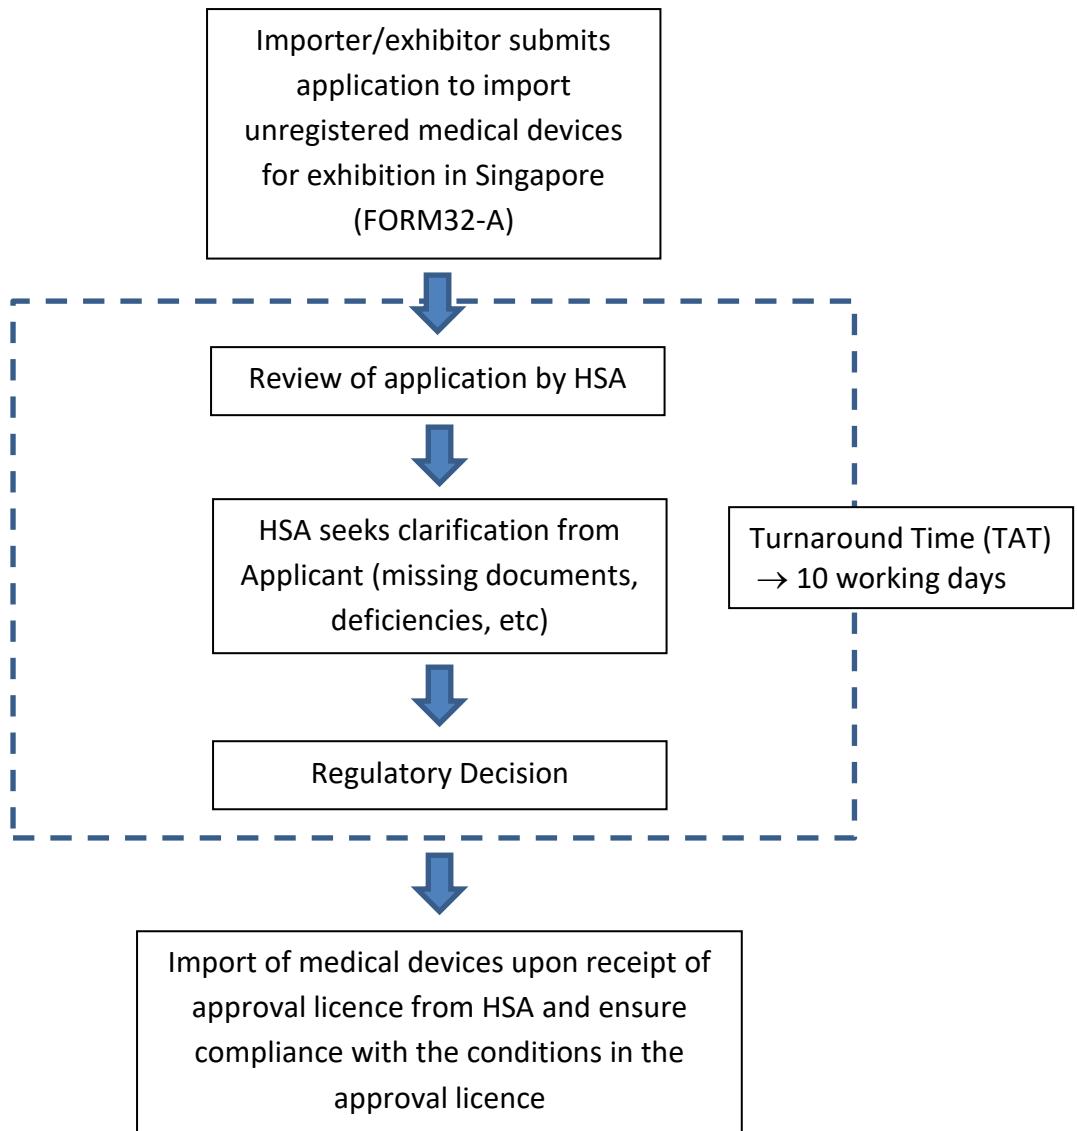 Importer/exhibitor submits
application to import
unregistered medical devices
for exhibition in Singapore
(FORM32-A)
Review of application by HSA
HSA seeks clarification from
Applicant (missing documents,
deficiencies, etc)
Turnaround Time (TAT)
→ 10 working days
Regulatory Decision
Import of medical devices upon receipt of
approval licence from HSA and ensure
compliance with the conditions in the
approval licence